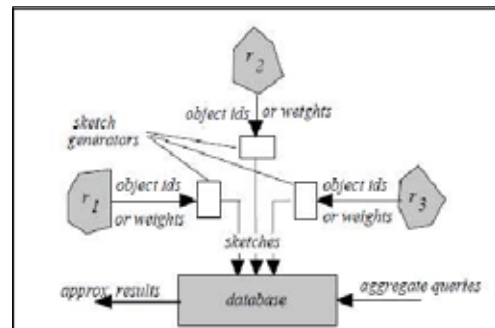 r2
object ids or weights
sketch
generators
object ids
r1
or weights
object ids
r3
or weights
sketches
approx. results
database
aggregate queries